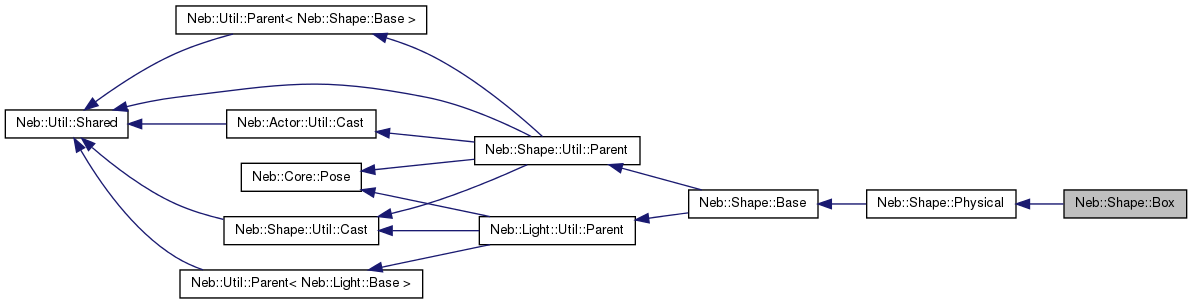 Neb::Util::Parent< Neb::Shape::Base >
Neb::Util::Shared
Neb::Actor::Util::Cast
Neb::Shape::Util::Parent
Neb::Core::Pose
Neb::Shape::Base
Neb::Shape::Physical
Neb::Shape::Box
Neb::Shape::Util::Cast
Neb::Light::Util::Parent
Neb::Util::Parent< Neb::Light::Base >